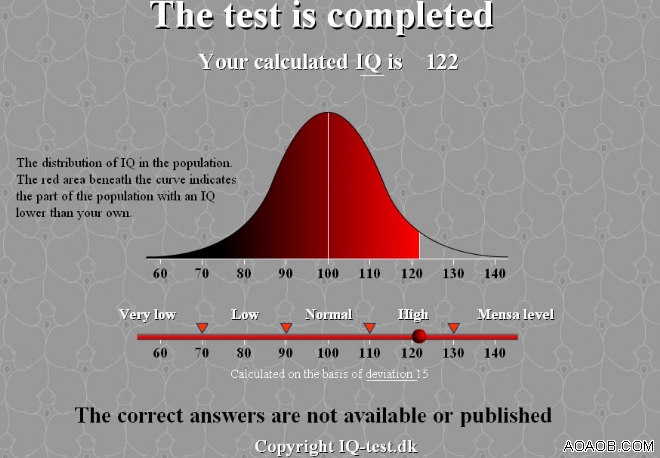 The test is completed
Your calculated IQ is 122
The distribution of IQ in the population.
The red area beneath the curve indicates
the part of the population with an IQ
lower than your own.
60 70 80 90 100 110 120 130 140
Very low Low Normal High Mensa level
60 70 80 90 100 110 120 130 140
Calculated on the basis of deviation 15
The correct answers are not available or published
Copyright IQ-test.dk
AOAOB.COM